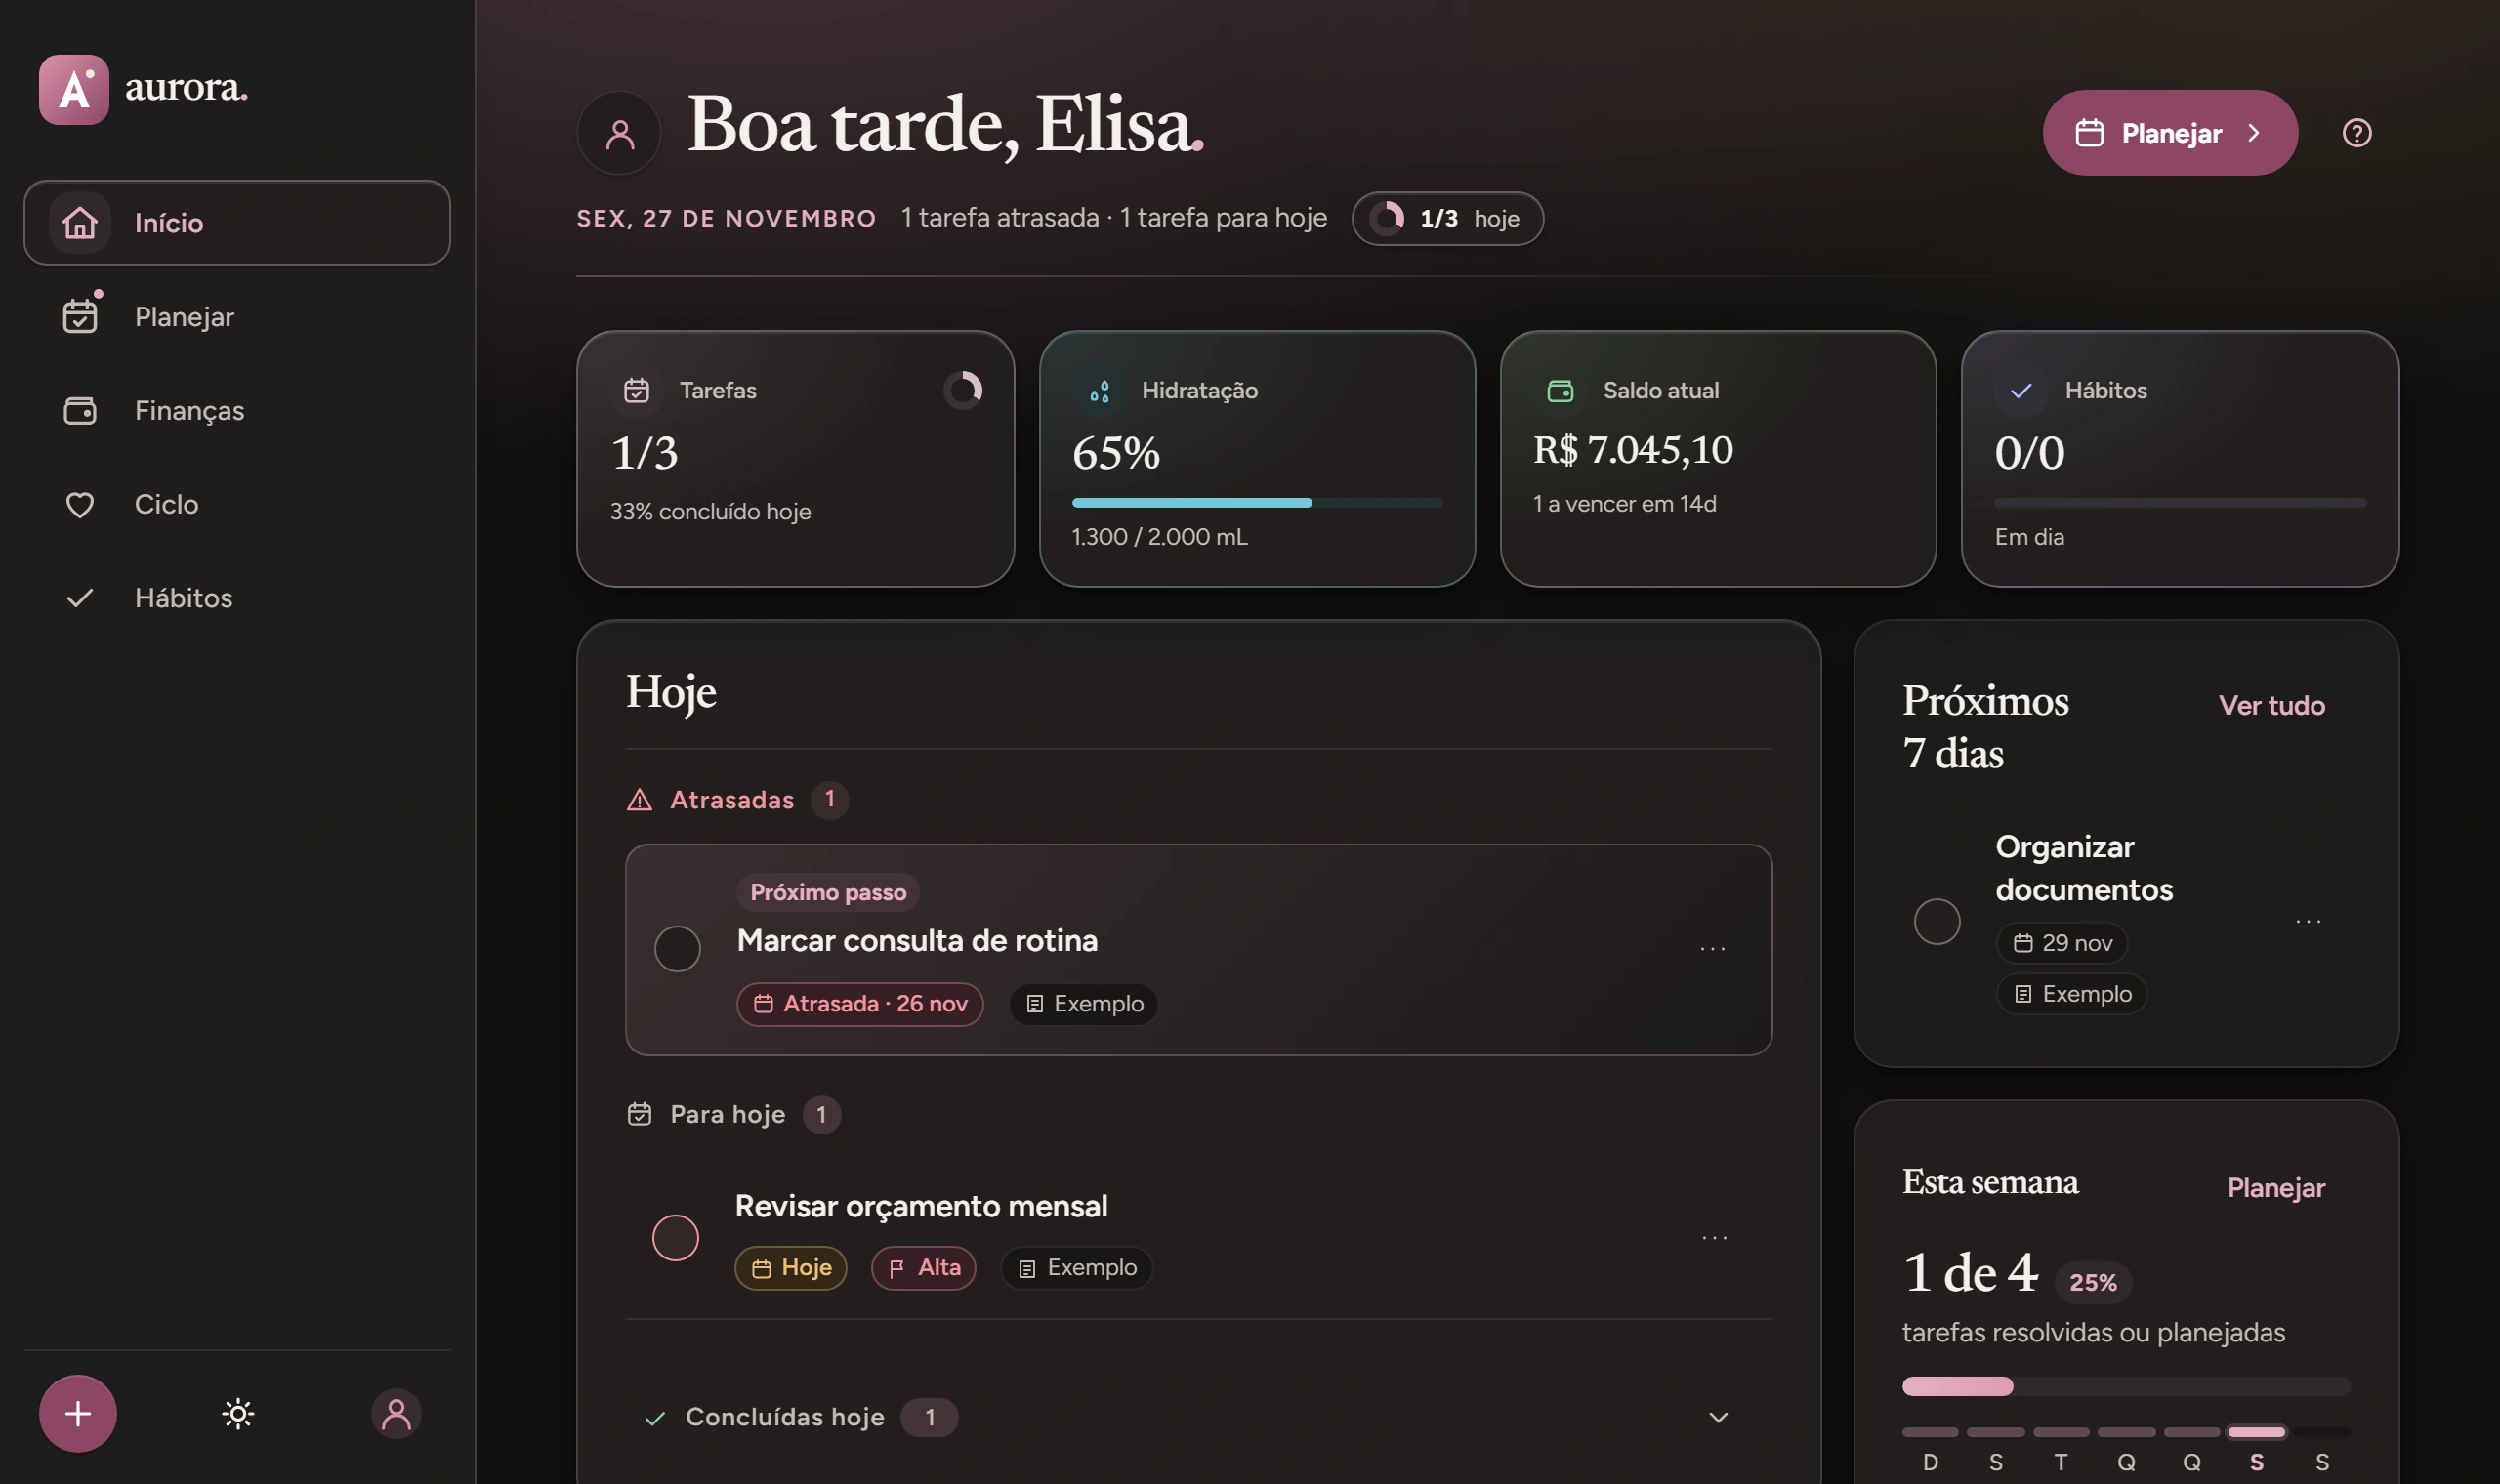 A
aurora.
Início
Planejar
Finanças
Ciclo
Hábitos
Boa tarde, Elisa.
Planejar
SEX, 27 DE NOVEMBRO 1 tarefa atrasada · 1 tarefa para hoje 1/3 hoje
Tarefas
1/3
33% concluído hoje
Hidratação
65%
1.300 / 2.000 mL
Saldo atual
R$ 7.045,10
1 a vencer em 14d
Hábitos
0/0
Em dia
Hoje
Atrasadas 1
Próximo passo
Marcar consulta de rotina
Atrasada · 26 nov Exemplo
Para hoje 1
Revisar orçamento mensal
Hoje Alta Exemplo
Concluídas hoje 1
Próximos
7 dias
Ver tudo
Organizar
documentos
29 nov
Exemplo
Esta semana Planejar
1 de 4 25%
tarefas resolvidas ou planejadas
D S T Q Q S S